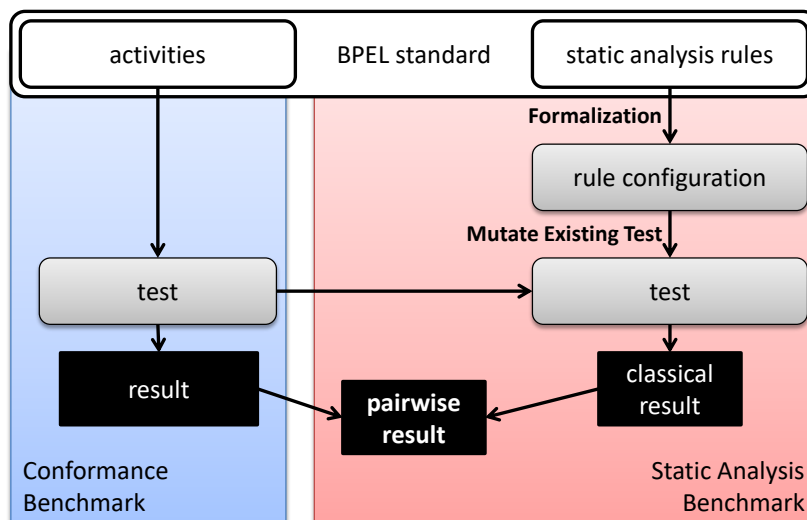 activities
BPEL standard
static analysis rules
Formalization
rule configuration
Mutate Existing Test
test
test
result
pairwise
result
classical
result
Conformance
Benchmark
Static Analysis
Benchmark